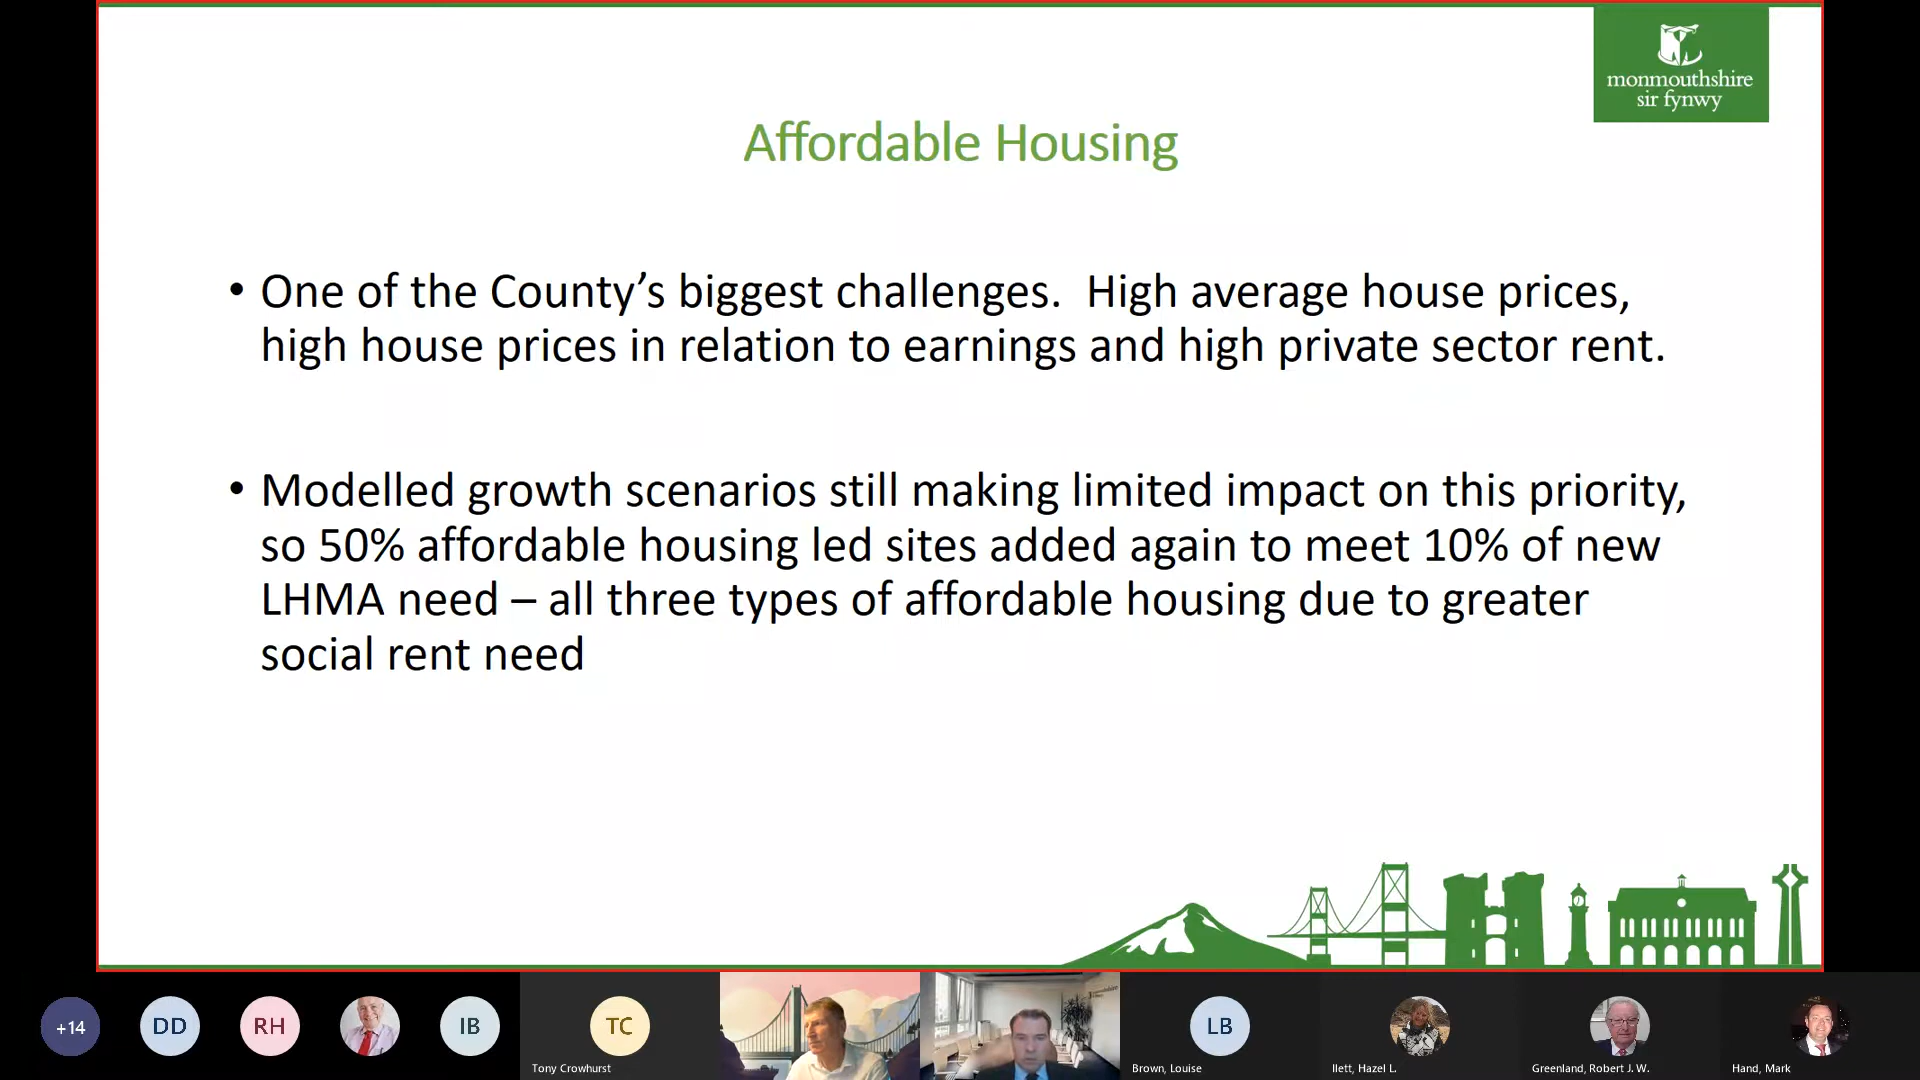 monmouthshire
sir fynwy
Affordable Housing
• One of the County’s biggest challenges.  High average house prices,
high house prices in relation to earnings and high private sector rent.
• Modelled growth scenarios still making limited impact on this priority,
so 50% affordable housing led sites added again to meet 10% of new
LHMA need – all three types of affordable housing due to greater
social rent need
+14
DD
RH
IB
TC
Tony Crowhurst
LB
Brown, Louise
Ilett, Hazel L.
Greenland, Robert J. W.
Hand, Mark